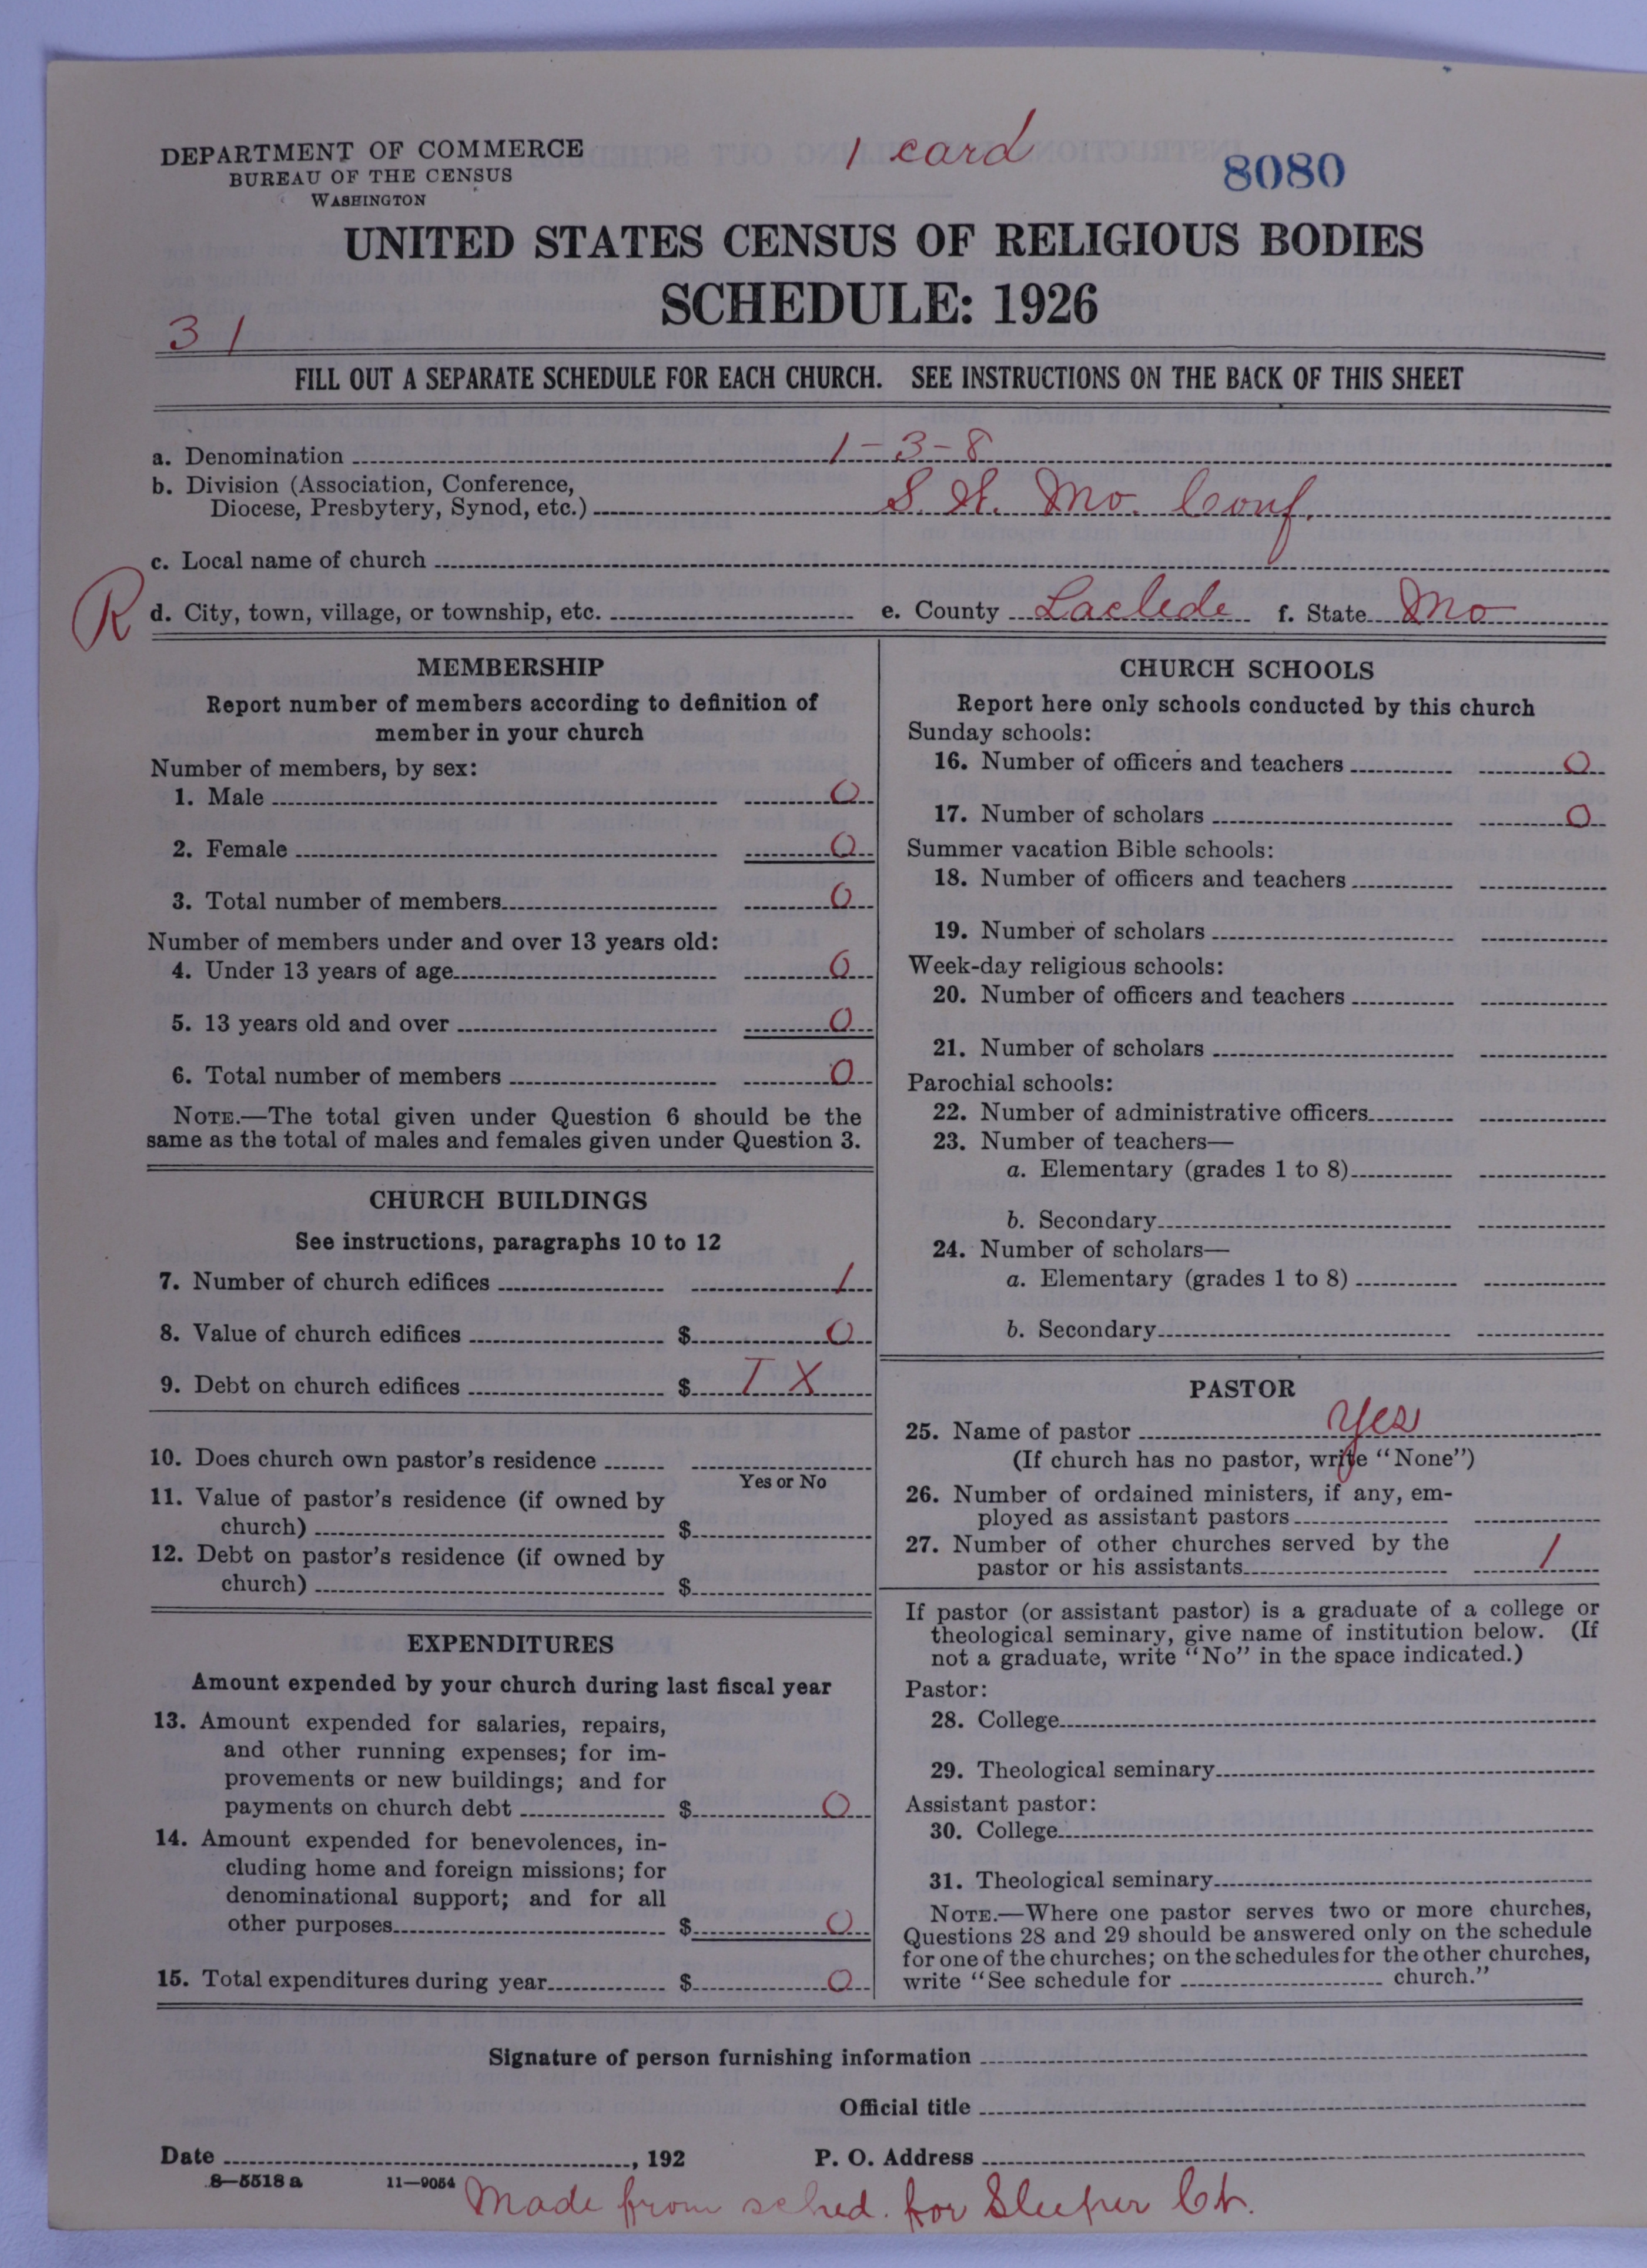 1 card
8080
DEPARTMENT OF COMMERCE
BUREAU OF THE CENSUS
WASHINGTON
UNITED STATES CENSUS OF RELIGIOUS BODIES
SCHEDULE: 1926
31
FILL OUT A SEPARATE SCHEDULE FOR EACH CHURCH. SEE INSTRUCTIONS ON THE BACK OF THIS SHEET
a. Denomination 1-3-8
b. Division (Association, Conference,
Diocese, Presbytery, Synod, etc.) S. W. Mo. Conf.
c. Local name of church
R
d. City, town, village, or township, etc. e. County Laclede f. State Mo
MEMBERSHIP
Report number of members according to definition of
member in your church
Number of members, by sex:
1. Male 0
2. Female 0
3. Total number of members 0
Number of members under and over 13 years old:
4. Under 13 years of age 0
5. 13 years old and over 0
6. Total number of members 0
NOTE.—The total given under Question 6 should be the
same as the total of males and females given under Question 3.
CHURCH BUILDINGS
See instructions, paragraphs 10 to 12
7. Number of church edifices 1
8. Value of church edifices $ 0
9. Debt on church edifices $ T X
10. Does church own pastor's residence
Yes or No
11. Value of pastor's residence (if owned by
church) $
12. Debt on pastor's residence (if owned by
church) $
EXPENDITURES
Amount expended by your church during last fiscal year
13. Amount expended for salaries, repairs,
and other running expenses; for im-
provements or new buildings; and for
payments on church debt $ 0
14. Amount expended for benevolences, in-
cluding home and foreign missions; for
denominational support; and for all
other purposes $ 0
15. Total expenditures during year $ 0
CHURCH SCHOOLS
Report here only schools conducted by this church
Sunday schools:
16. Number of officers and teachers 0
17. Number of scholars 0
Summer vacation Bible schools:
18. Number of officers and teachers
19. Number of scholars
Week-day religious schools:
20. Number of officers and teachers
21. Number of scholars
Parochial schools:
22. Number of administrative officers
23. Number of teachers—
a. Elementary (grades 1 to 8)
b. Secondary
24. Number of scholars—
a. Elementary (grades 1 to 8)
b. Secondary
PASTOR
25. Name of pastor Yes
(If church has no pastor, write "None")
26. Number of ordained ministers, if any, em-
ployed as assistant pastors
27. Number of other churches served by the
pastor or his assistants 1
If pastor (or assistant pastor) is a graduate of a college or
theological seminary, give name of institution below. (If
not a graduate, write "No" in the space indicated.)
Pastor:
28. College
29. Theological seminary
Assistant pastor:
30. College
31. Theological seminary
NOTE.—Where one pastor serves two or more churches,
Questions 28 and 29 should be answered only on the schedule
for one of the churches; on the schedules for the other churches,
write "See schedule for church."
Signature of person furnishing information
Official title
Date , 192 P. O. Address
8—5518 a 11—9054
Made from sched. for Sleeper Ch.